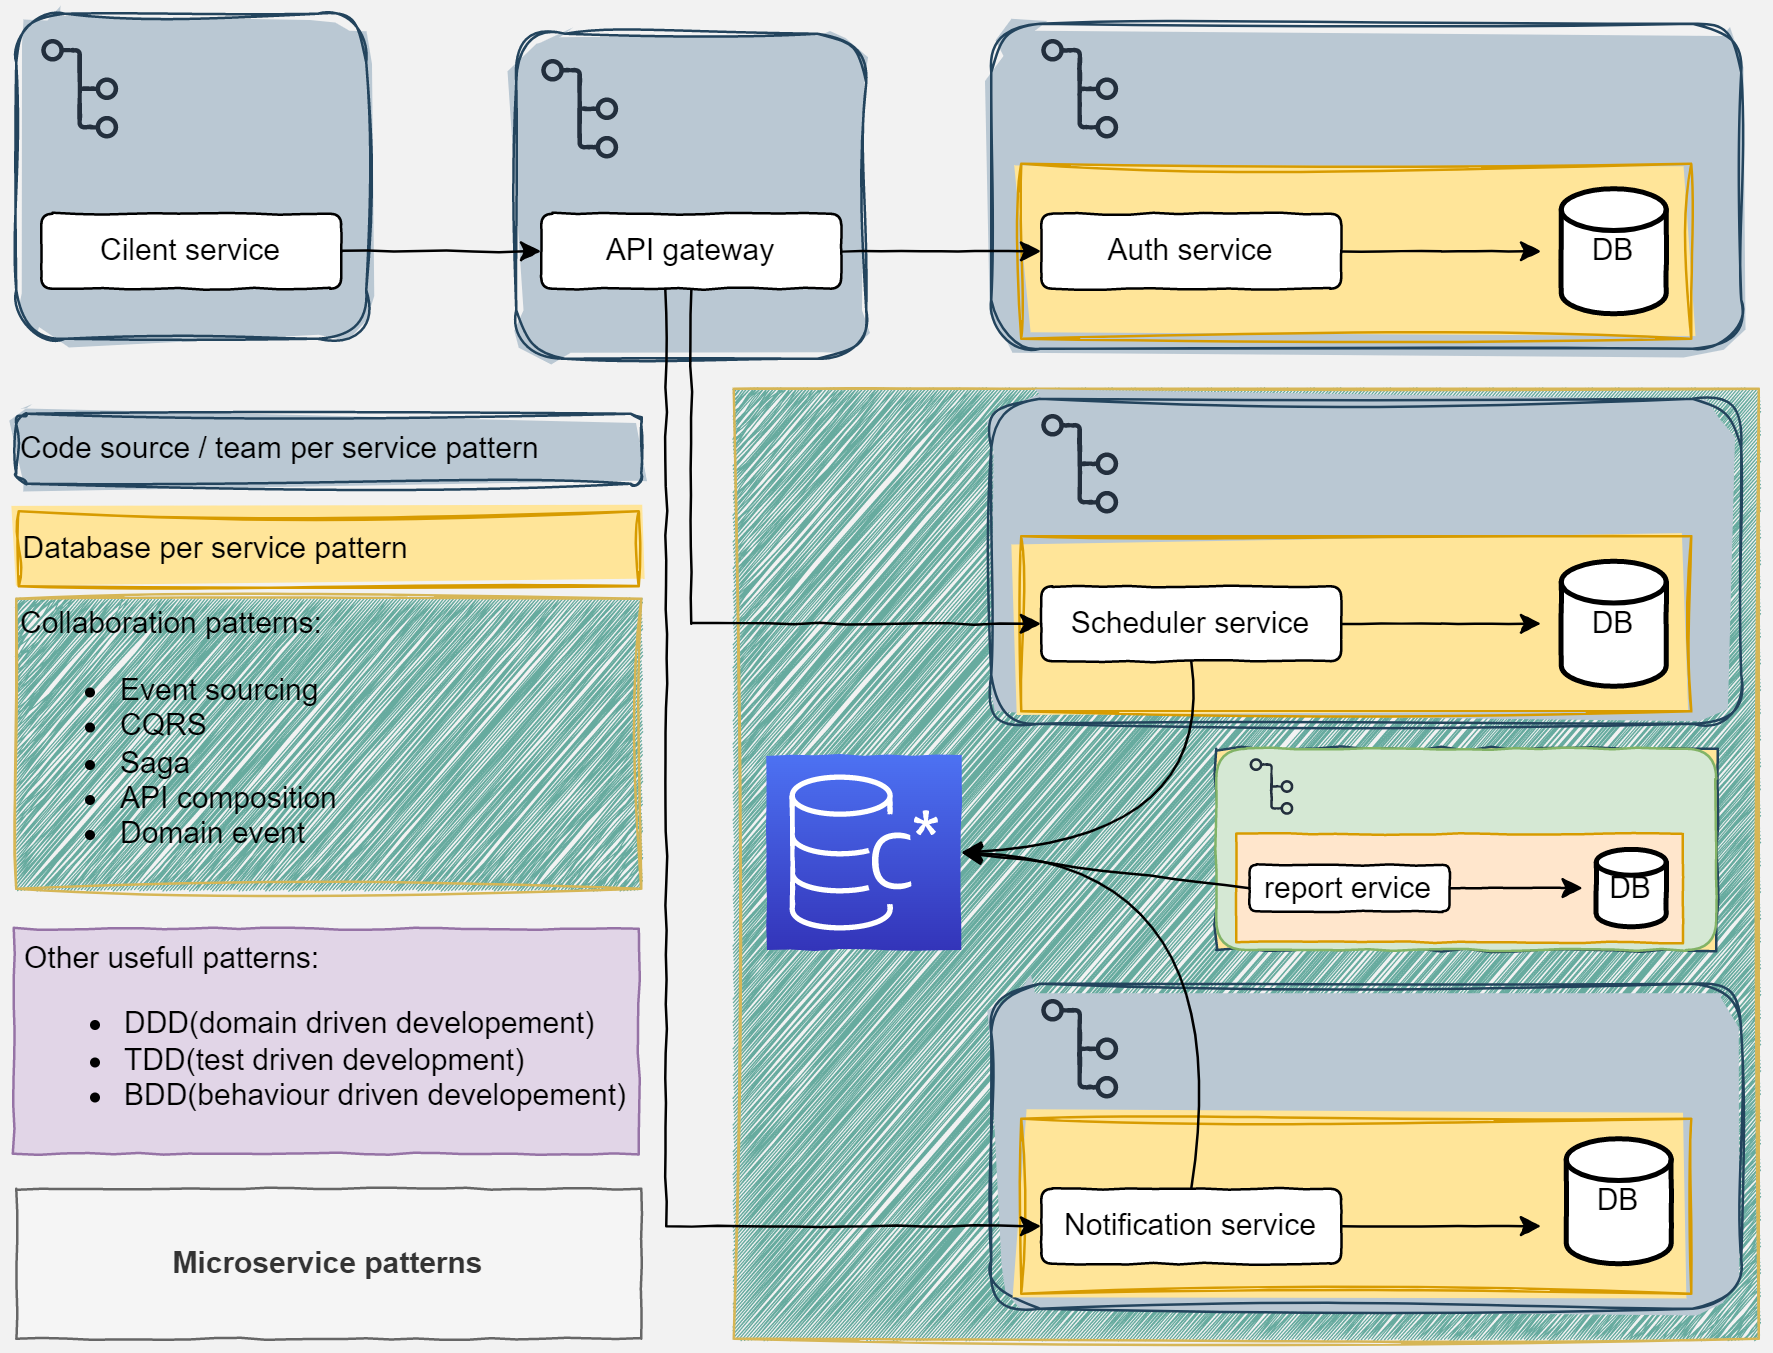 Cilent service
API gateway
Auth service
DB
Code source / team per service pattern
Database per service pattern
Collaboration patterns:
• Event sourcing
• CQRS
• Saga
• API composition
• Domain event
Other usefull patterns:
• DDD(domain driven developement)
• TDD(test driven development)
• BDD(behaviour driven developement)
Microservice patterns
Scheduler service
DB
C*
report ervice
DB
Notification service
DB